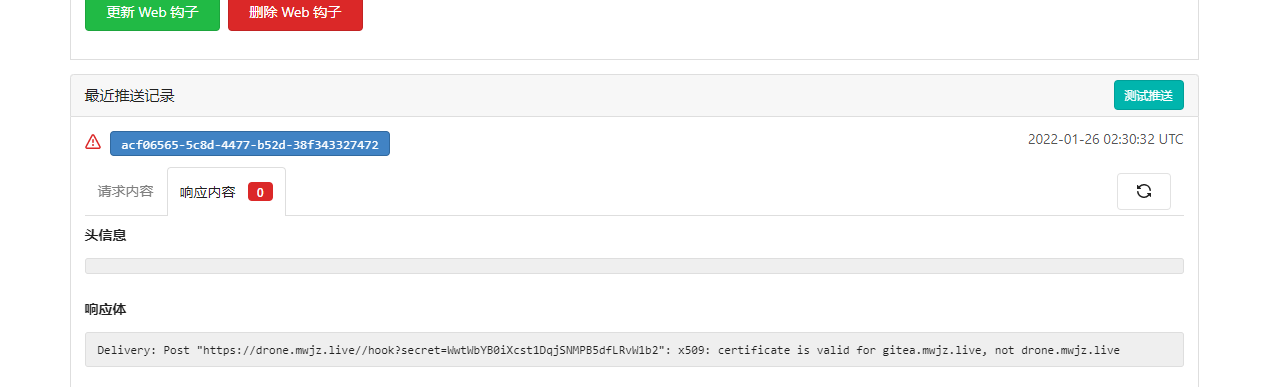 更新 Web 钩子 删除 Web 钩子
最近推送记录 测试推送
acf06565-5c8d-4477-b52d-38f343327472 2022-01-26 02:30:32 UTC
请求内容 响应内容 0
头信息
响应体
Delivery: Post "https://drone.mwjz.live//hook?secret=WwtWbYB0iXcst1DqjSNMPB5dfLRvW1b2": x509: certificate is valid for gitea.mwjz.live, not drone.mwjz.live